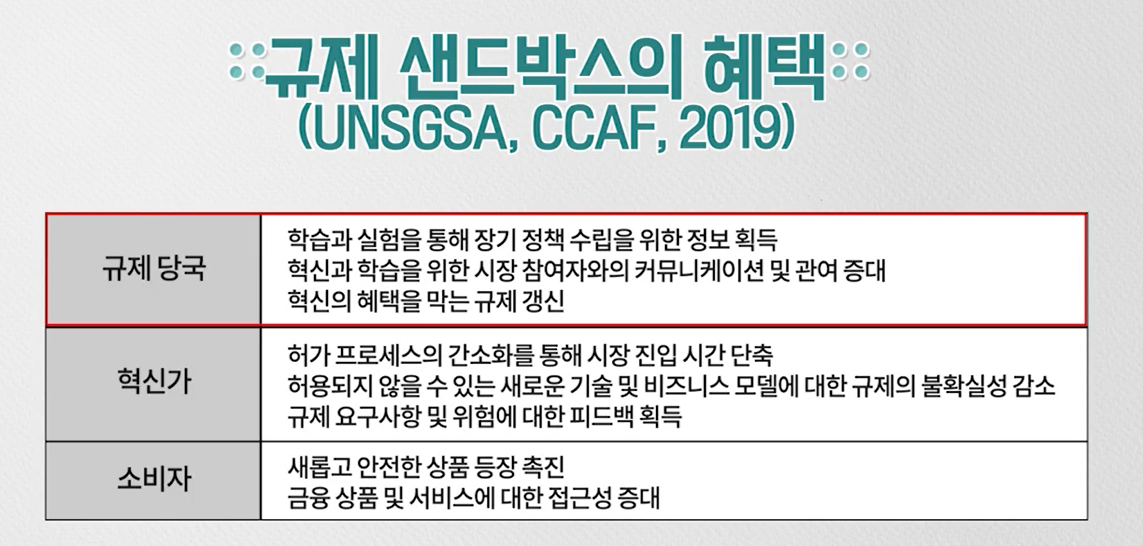 규제 샌드박스의 혜택
(UNSGSA, CCAF, 2019)
규제 당국
학습과 실험을 통해 장기 정책 수립을 위한 정보 획득
혁신과 학습을 위한 시장 참여자와의 커뮤니케이션 및 관여 증대
혁신의 혜택을 막는 규제 갱신
혁신가
허가 프로세스의 간소화를 통해 시장 진입 시간 단축
허용되지 않을 수 있는 새로운 기술 및 비즈니스 모델에 대한 규제의 불확실성 감소
규제 요구사항 및 위험에 대한 피드백 획득
소비자
새롭고 안전한 상품 등장 촉진
금융 상품 및 서비스에 대한 접근성 증대